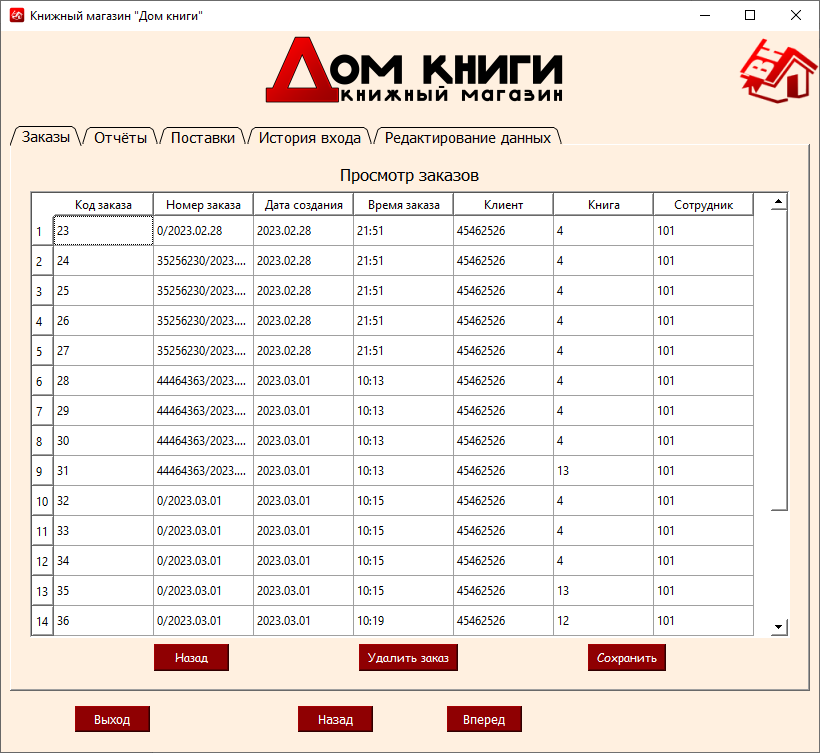 Книжный магазин "Дом книги"
Дом книги
книжный магазин
Заказы Отчёты Поставки История входа Редактирование данных
Просмотр заказов
Код заказа Номер заказа Дата создания Время заказа Клиент Книга Сотрудник
1 23 0/2023.02.28 2023.02.28 21:51 45462526 4 101
2 24 35256230/2023.... 2023.02.28 21:51 45462526 4 101
3 25 35256230/2023.... 2023.02.28 21:51 45462526 4 101
4 26 35256230/2023.... 2023.02.28 21:51 45462526 4 101
5 27 35256230/2023.... 2023.02.28 21:51 45462526 4 101
6 28 44464363/2023.... 2023.03.01 10:13 45462526 4 101
7 29 44464363/2023.... 2023.03.01 10:13 45462526 4 101
8 30 44464363/2023.... 2023.03.01 10:13 45462526 4 101
9 31 44464363/2023.... 2023.03.01 10:13 45462526 13 101
10 32 0/2023.03.01 2023.03.01 10:15 45462526 4 101
11 33 0/2023.03.01 2023.03.01 10:15 45462526 4 101
12 34 0/2023.03.01 2023.03.01 10:15 45462526 4 101
13 35 0/2023.03.01 2023.03.01 10:15 45462526 13 101
14 36 0/2023.03.01 2023.03.01 10:19 45462526 12 101
Назад Удалить заказ Сохранить
Выход Назад Вперед